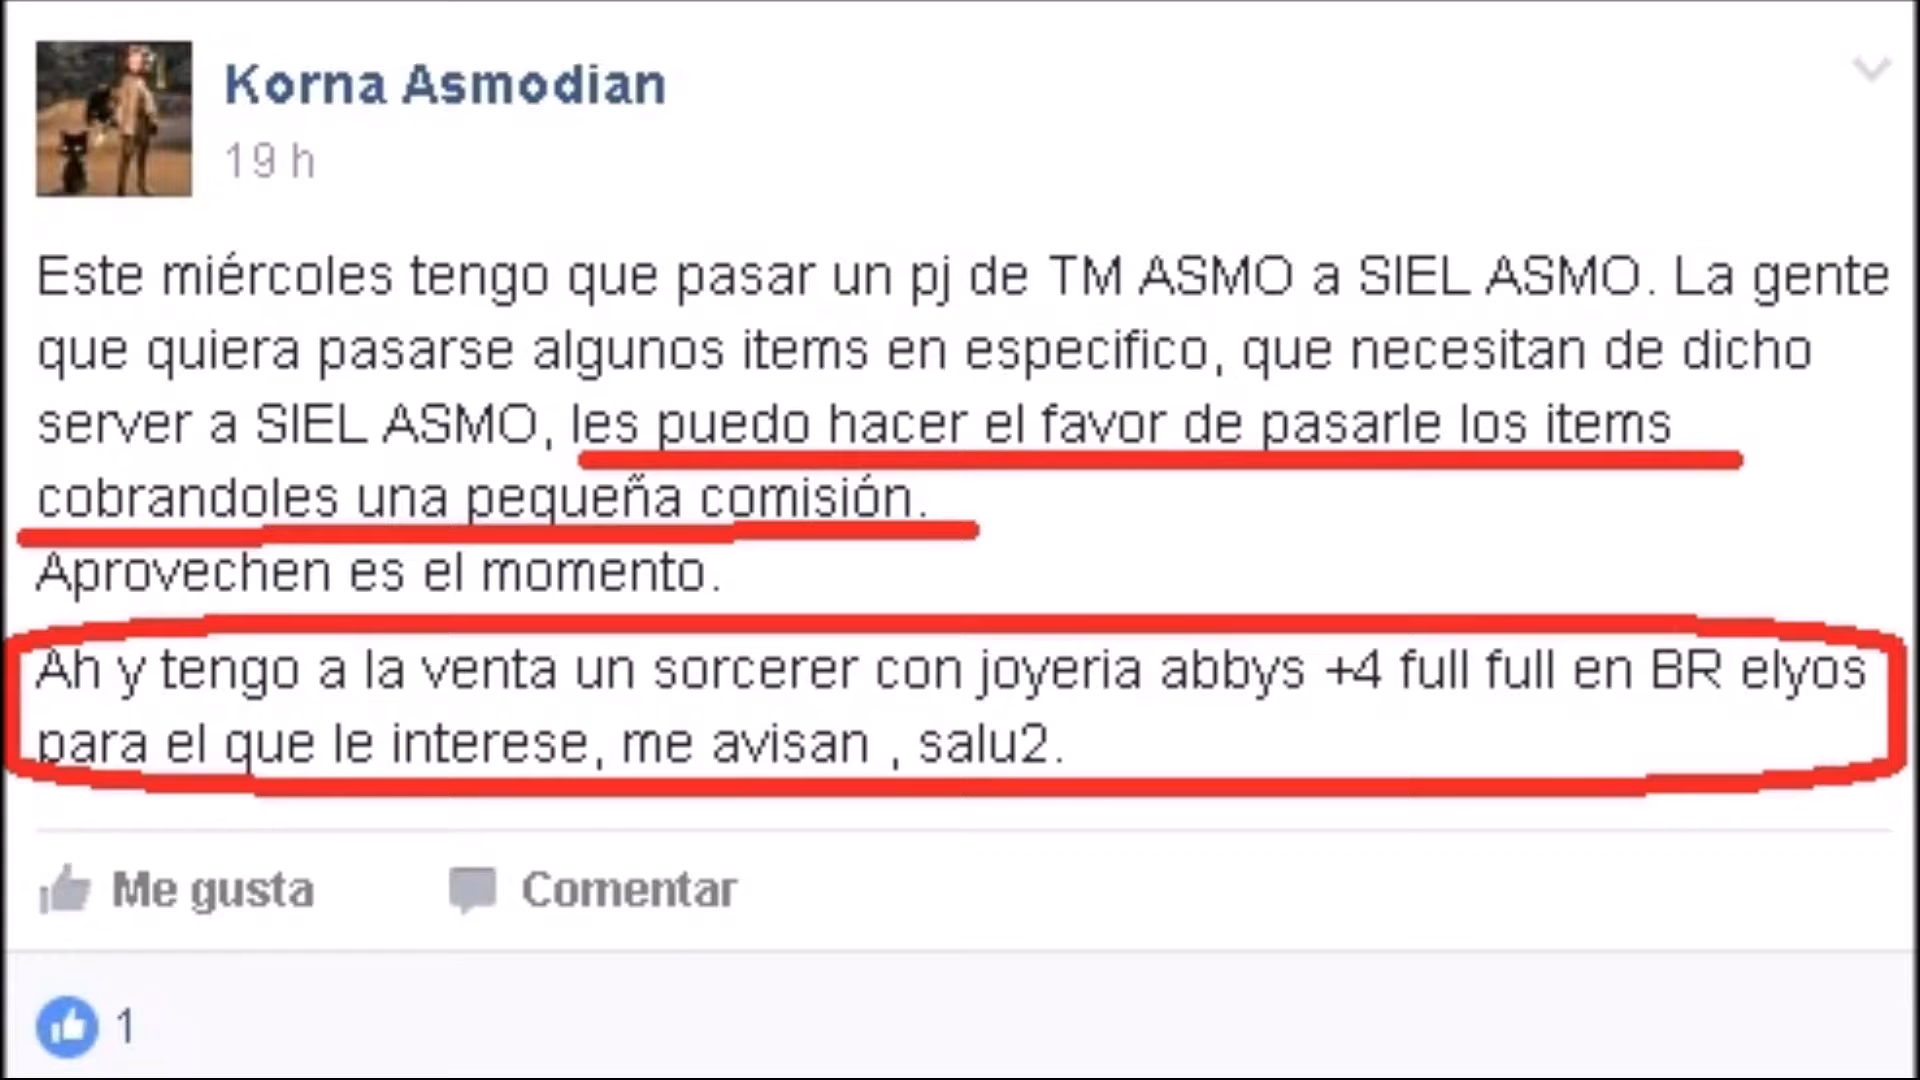 Korna Asmodian
19 h
Este miércoles tengo que pasar un pj de TM ASMO a SIEL ASMO. La gente
que quiera pasarse algunos items en especifico, que necesitan de dicho
server a SIEL ASMO, les puedo hacer el favor de pasarle los items
cobrandoles una pequeña comisión.
Aprovechen es el momento.
Ah y tengo a la venta un sorcerer con joyeria abbys +4 full full en BR elyos
para el que le interese, me avisan , salu2.
Me gusta Comentar
1